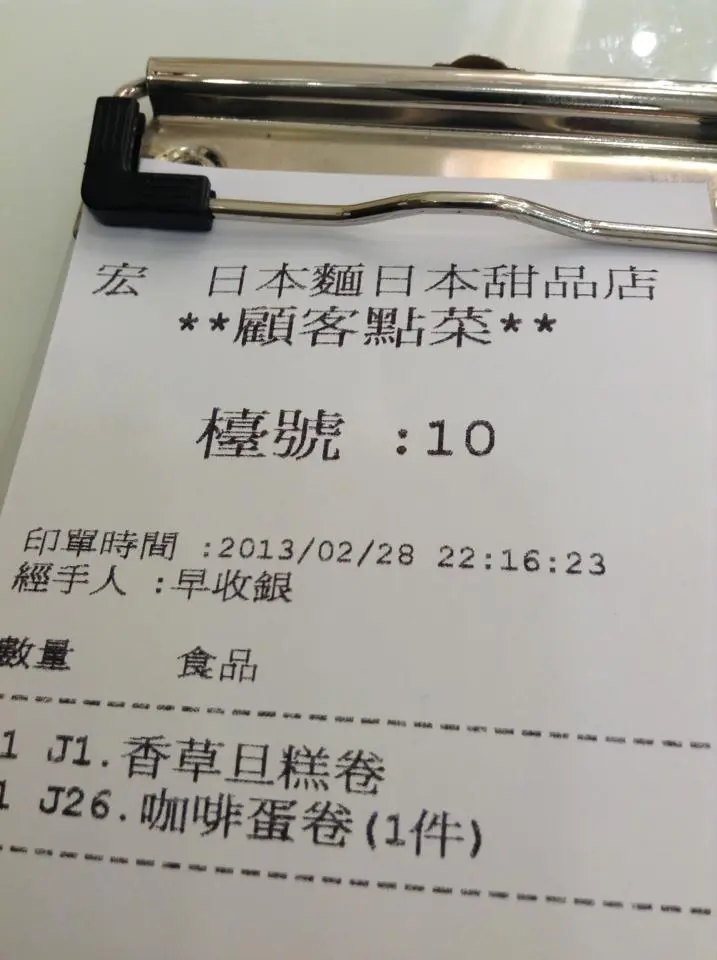 宏 日本麵日本甜品店
**顧客點菜**
檯號 :10
印單時間 :2013/02/28 22:16:23
經手人 :早收銀
數量 食品
1 J1.香草旦糕卷
1 J26.咖啡蛋卷(1件)